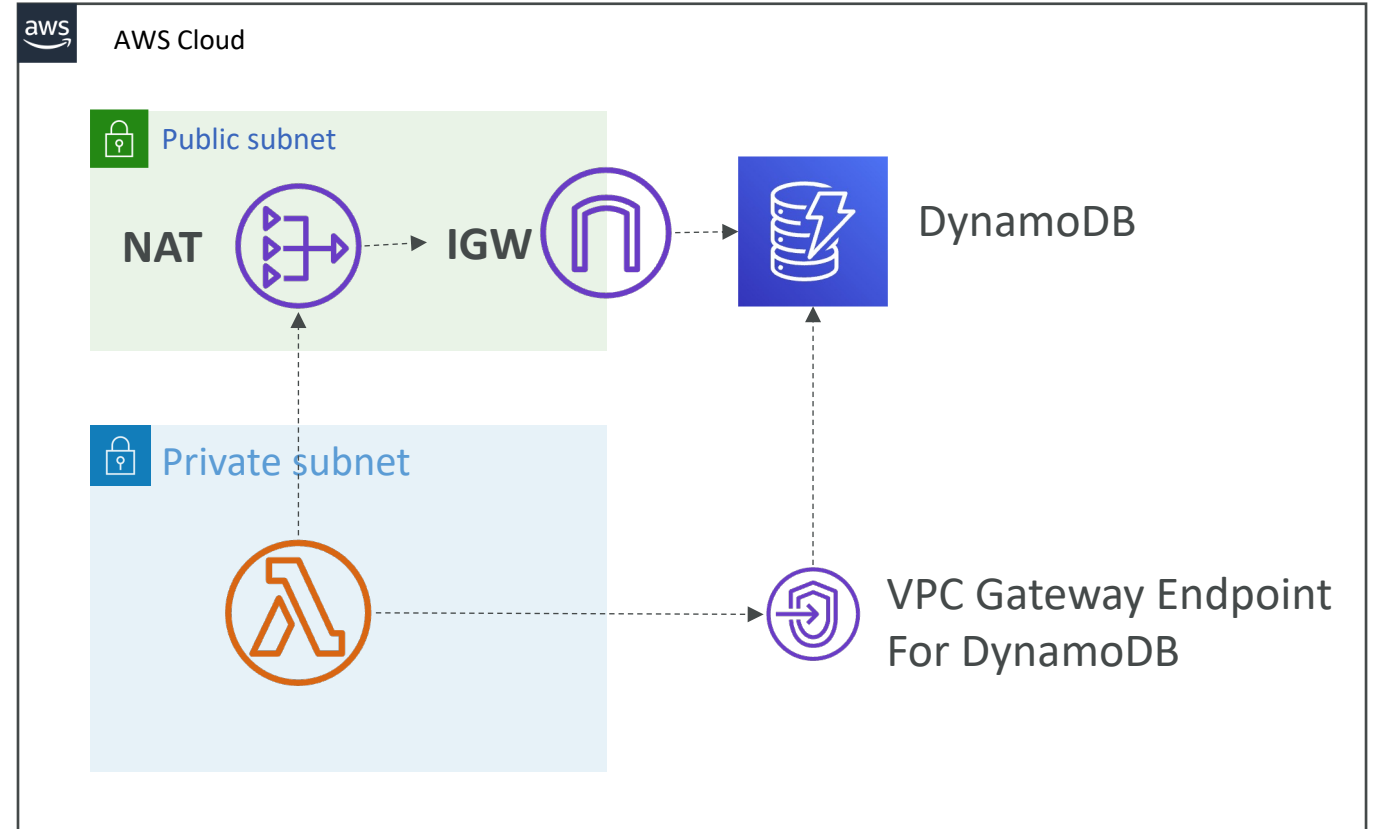 aws
AWS Cloud
Public subnet
NAT
IGW
DynamoDB
Private subnet
VPC Gateway Endpoint
For DynamoDB